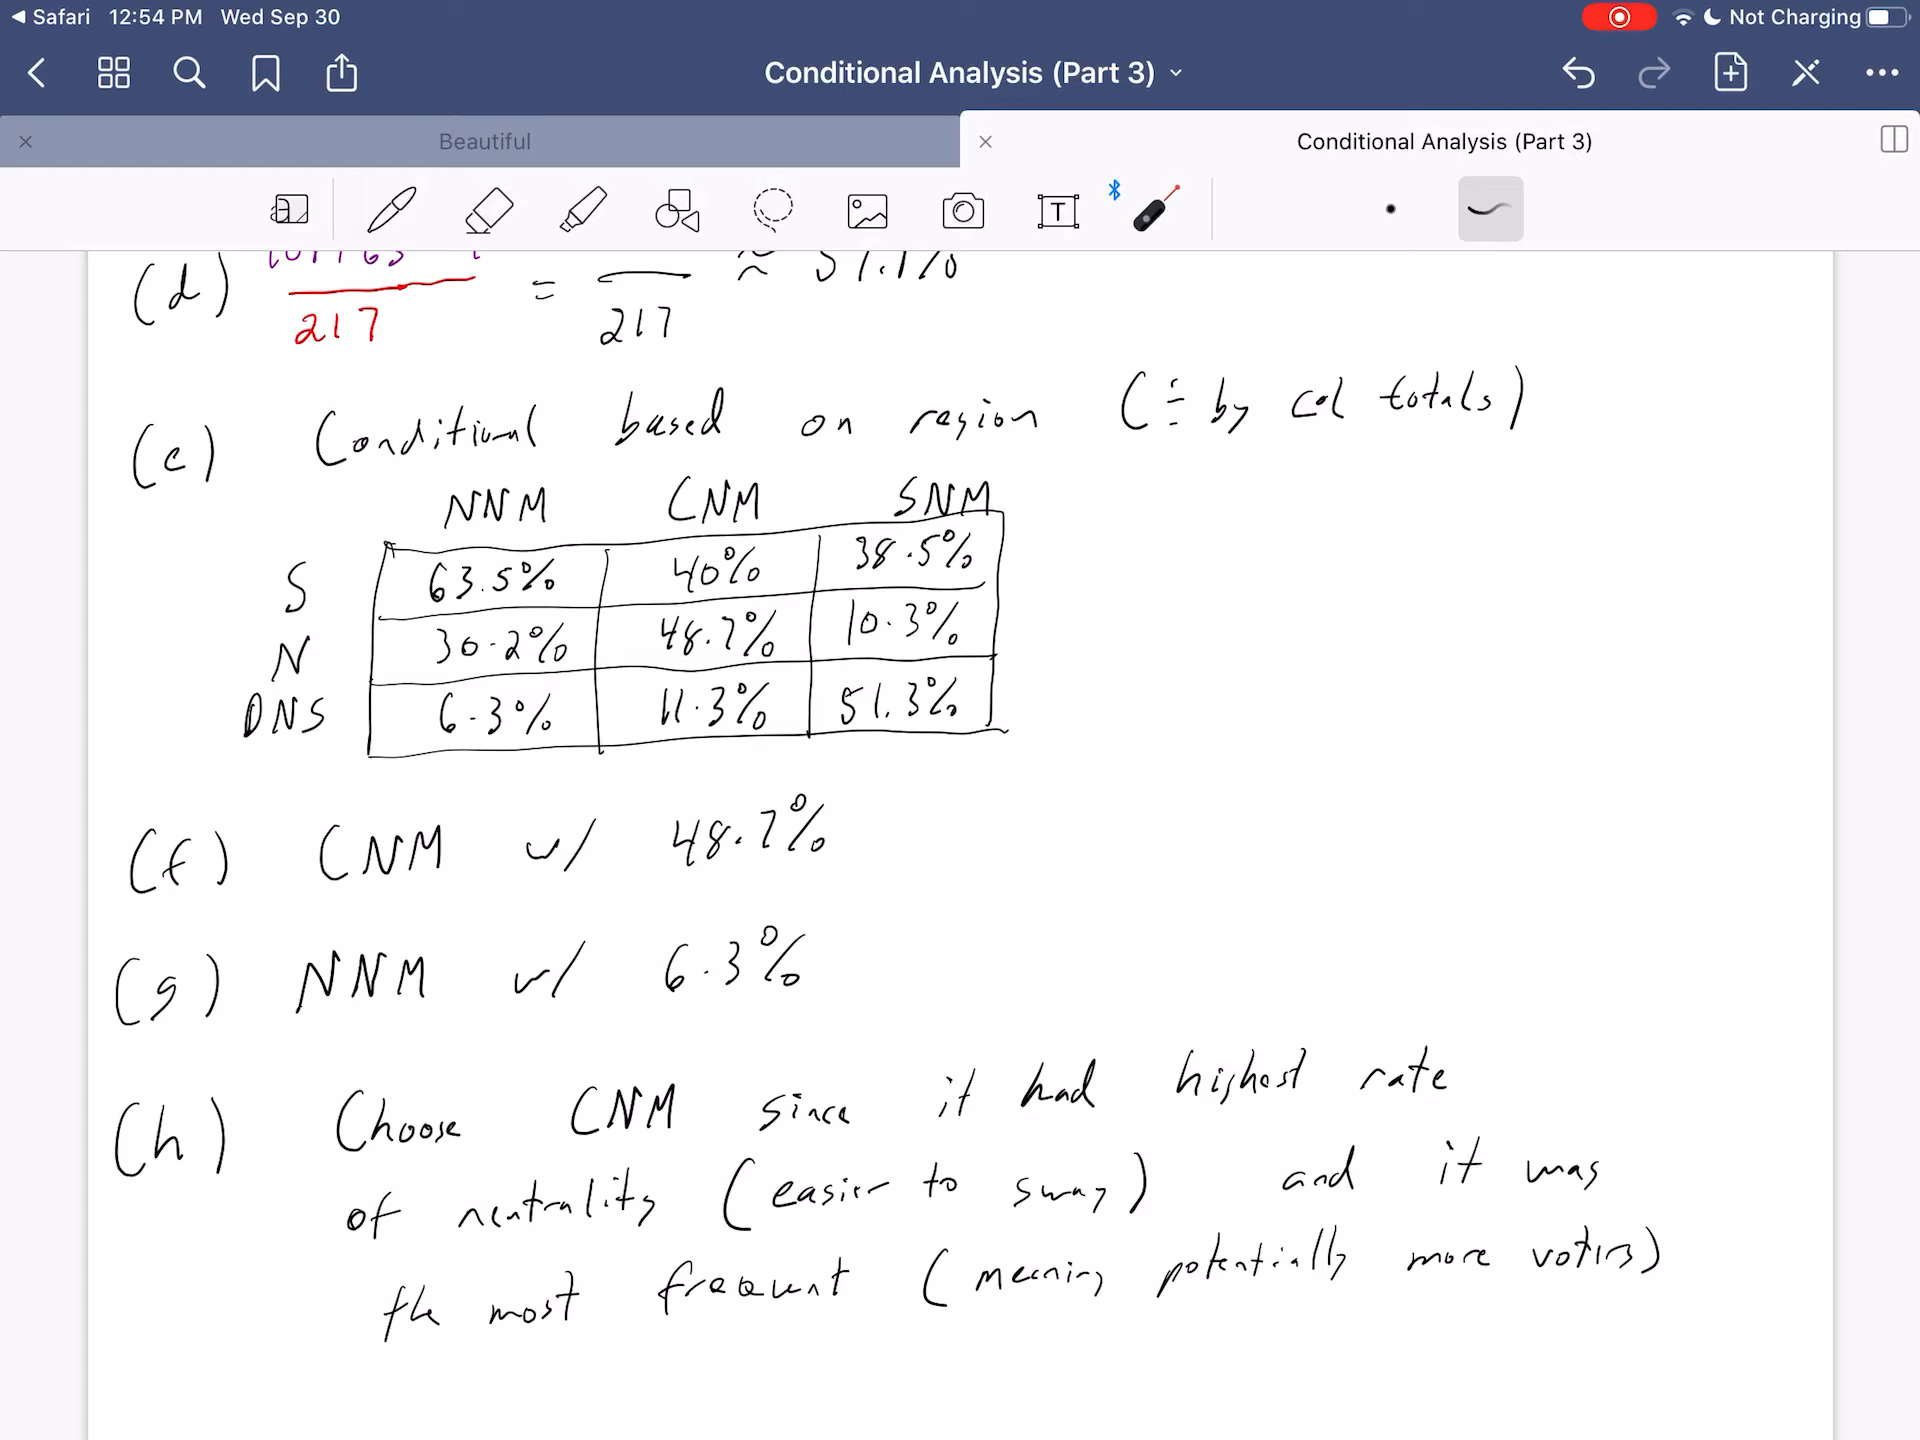 Safari 12:54 PM Wed Sep 30 Not Charging
Conditional Analysis (Part 3)
Beautiful Conditional Analysis (Part 3)
(d) 217 = 217 ≈
(e) Conditional based on region (÷ by col totals)
NNM CNM SNM
S 63.5% 40% 38.5%
N 30.2% 48.7% 10.3%
DNS 6.3% 11.3% 51.3%
(f) CNM w/ 48.7%
(g) NNM w/ 6.3%
(h) Choose CNM since it had highest rate
of neutrality (easier to sway) and it was
the most frequent (meaning potentially more voters)